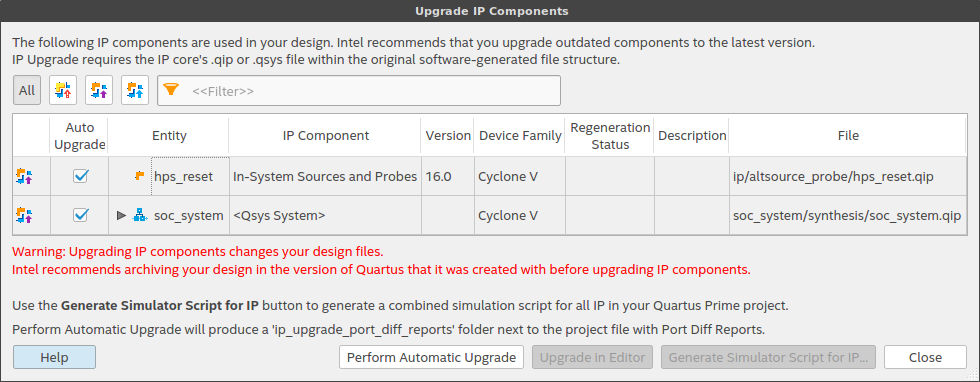 Upgrade IP Components
The following IP components are used in your design. Intel recommends that you upgrade outdated components to the latest version.
IP Upgrade requires the IP core's .qip or .qsys file within the original software-generated file structure.
All <<Filter>>
Auto Upgrade Entity IP Component Version Device Family Regeneration Status Description File
hps_reset In-System Sources and Probes 16.0 Cyclone V ip/altsource_probe/hps_reset.qip
soc_system <Qsys System> Cyclone V soc_system/synthesis/soc_system.qip
Warning: Upgrading IP components changes your design files.
Intel recommends archiving your design in the version of Quartus that it was created with before upgrading IP components.
Use the Generate Simulator Script for IP button to generate a combined simulation script for all IP in your Quartus Prime project.
Perform Automatic Upgrade will produce a 'ip_upgrade_port_diff_reports' folder next to the project file with Port Diff Reports.
Help Perform Automatic Upgrade Upgrade in Editor Generate Simulator Script for IP... Close